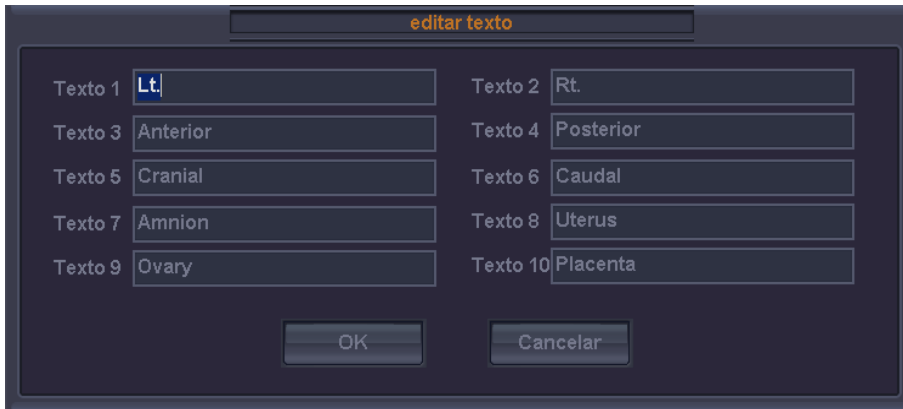 editar texto
Texto 1 Lt. Texto 2 Rt.
Texto 3 Anterior Texto 4 Posterior
Texto 5 Cranial Texto 6 Caudal
Texto 7 Amnion Texto 8 Uterus
Texto 9 Ovary Texto 10 Placenta
OK Cancelar